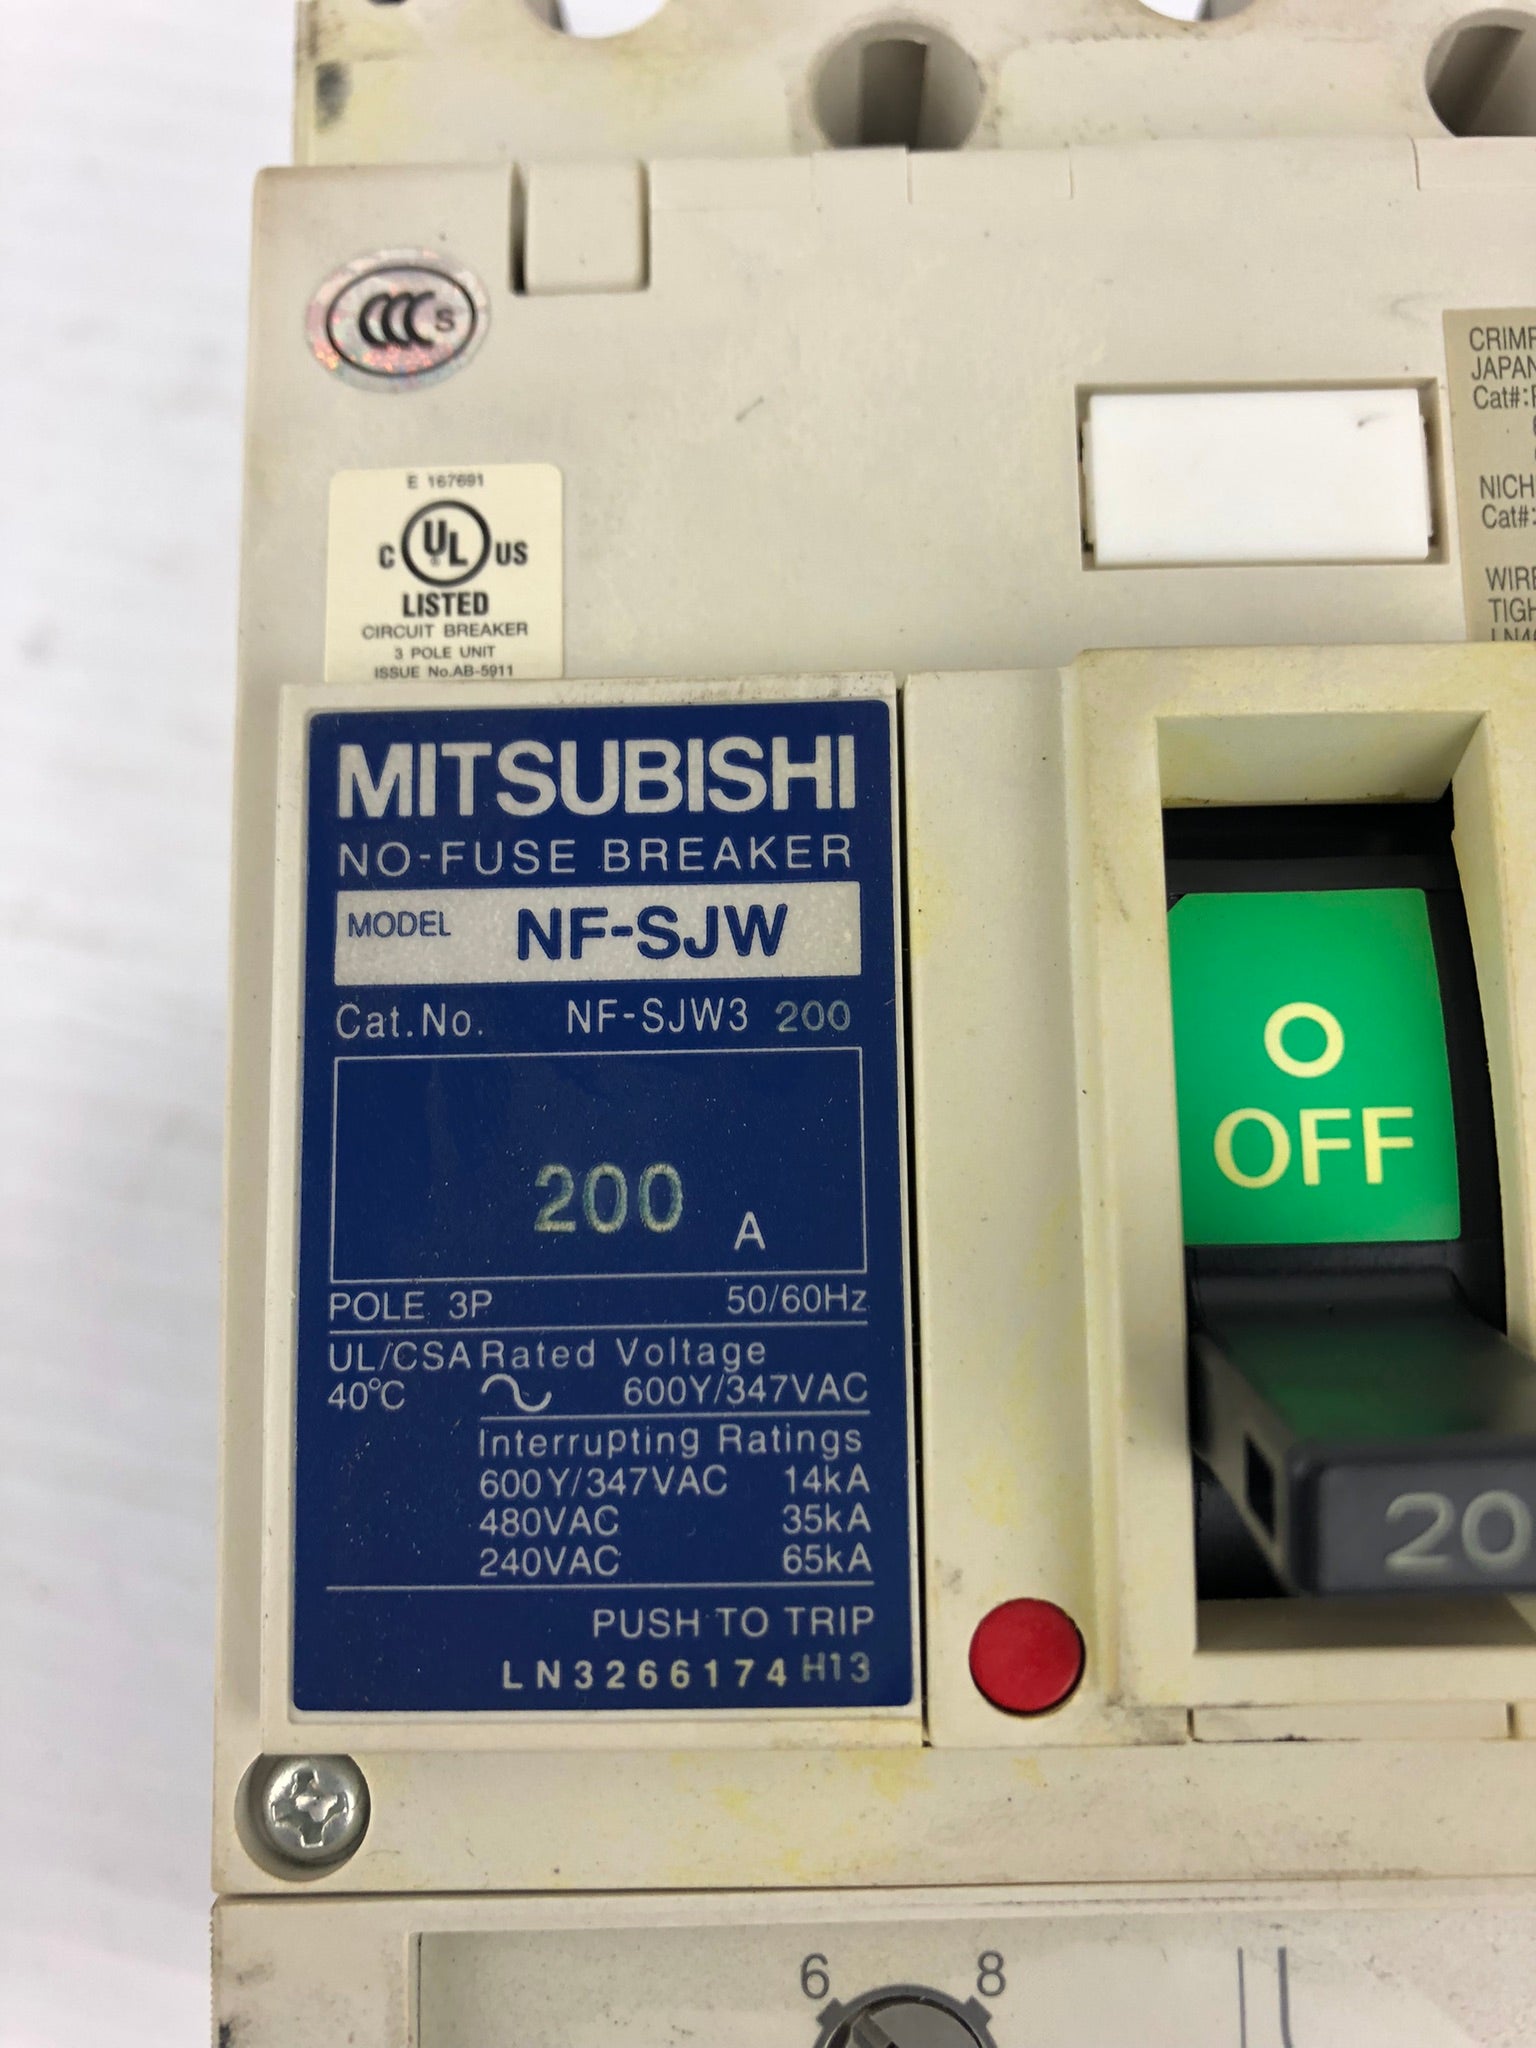 CCC S
E 167691
C UL US
LISTED
CIRCUIT BREAKER
3 POLE UNIT
ISSUE No.AB-5911
JAPAN
Cat#:
Cat#:
MITSUBISHI
NO-FUSE BREAKER
MODEL NF-SJW
Cat.No. NF-SJW3 200
200 A
POLE 3P 50/60Hz
UL/CSA Rated Voltage
40°C 600Y/347VAC
Interrupting Ratings
600Y/347VAC 14kA
480VAC 35kA
240VAC 65kA
PUSH TO TRIP
LN3266174 H13
O
OFF
20
6 8